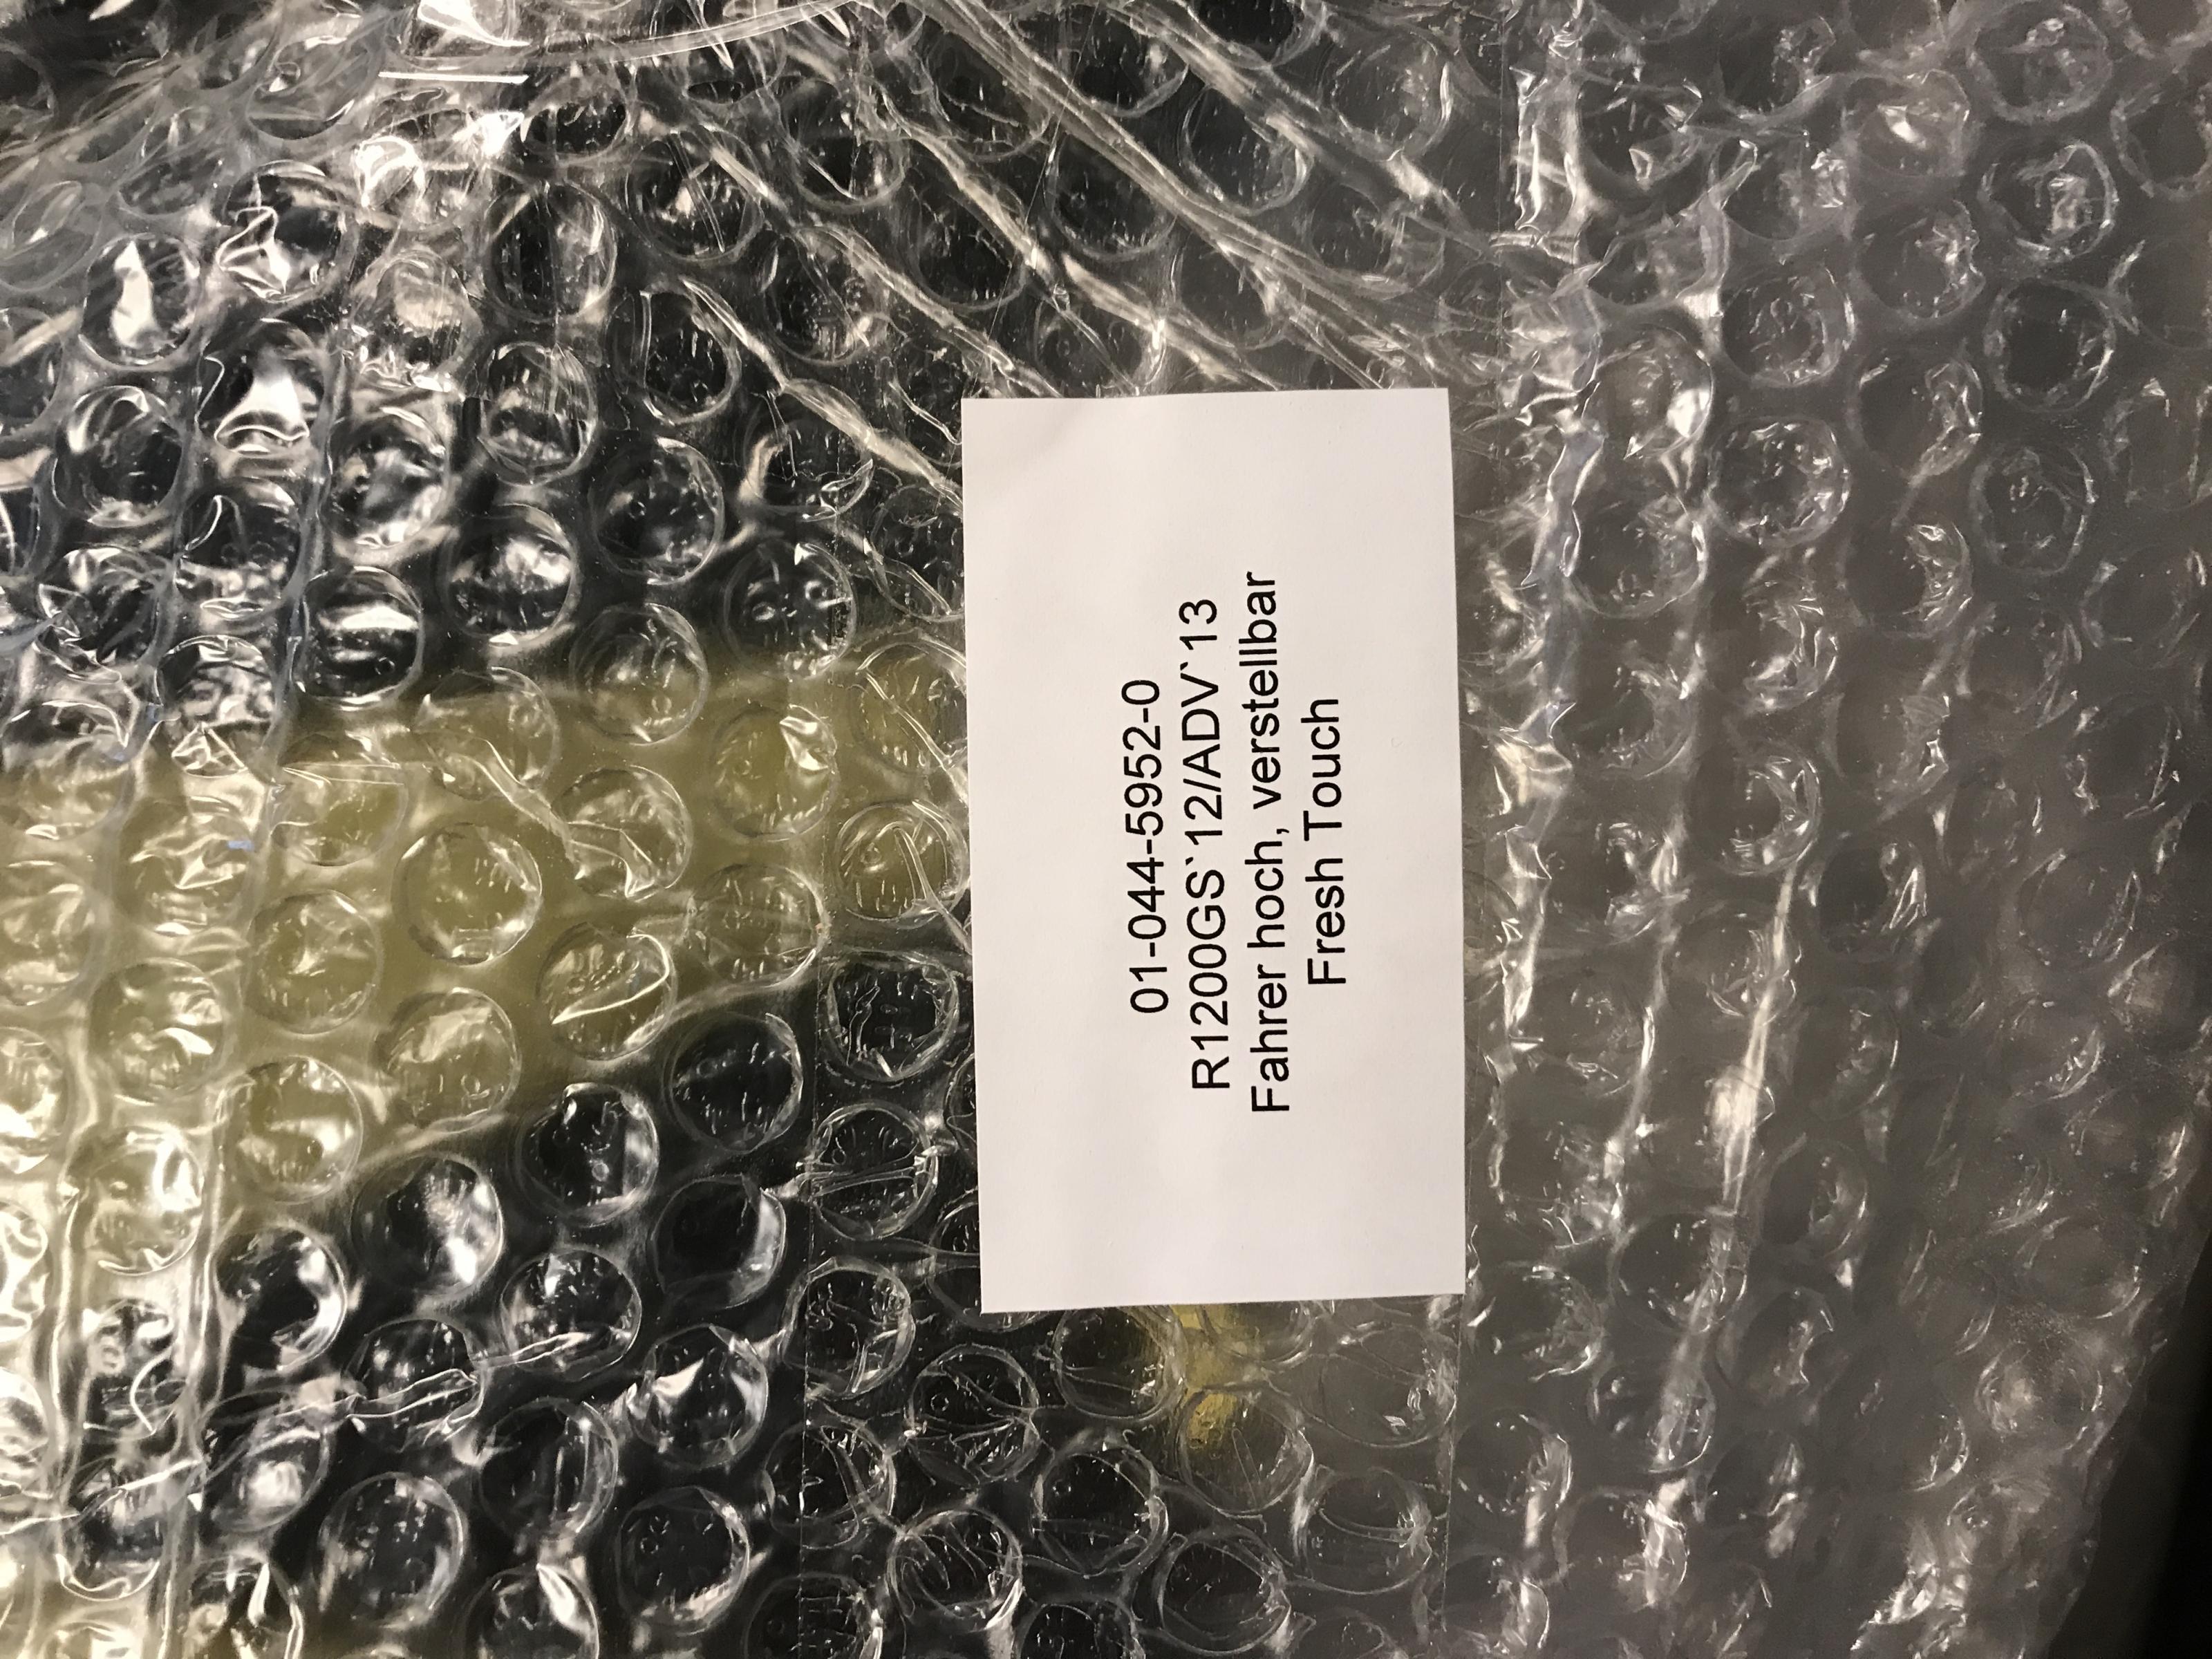 01-044-5952-0
R1200GS`12/ADV`13
Fahrer hoch, verstellbar
Fresh Touch